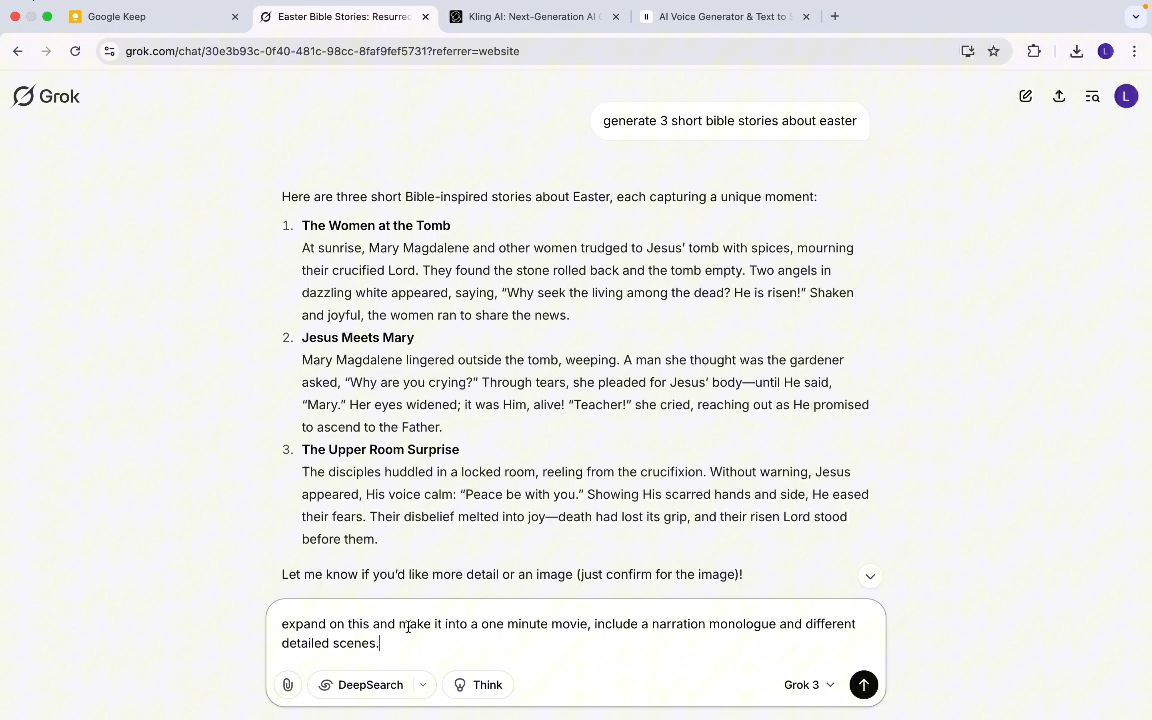 Google Keep
Easter Bible Stories: Resurrec
Kling AI: Next-Generation AI
AI Voice Generator & Text to
grok.com/chat/30e3b93c-0f40-481c-98cc-8faf9fef5731?referrer=website
L
Grok
L
generate 3 short bible stories about easter
Here are three short Bible-inspired stories about Easter, each capturing a unique moment:
1. The Women at the Tomb
At sunrise, Mary Magdalene and other women trudged to Jesus’ tomb with spices, mourning
their crucified Lord. They found the stone rolled back and the tomb empty. Two angels in
dazzling white appeared, saying, “Why seek the living among the dead? He is risen!” Shaken
and joyful, the women ran to share the news.
2. Jesus Meets Mary
Mary Magdalene lingered outside the tomb, weeping. A man she thought was the gardener
asked, “Why are you crying?” Through tears, she pleaded for Jesus’ body—until He said,
“Mary.” Her eyes widened; it was Him, alive! “Teacher!” she cried, reaching out as He promised
to ascend to the Father.
3. The Upper Room Surprise
The disciples huddled in a locked room, reeling from the crucifixion. Without warning, Jesus
appeared, His voice calm: “Peace be with you.” Showing His scarred hands and side, He eased
their fears. Their disbelief melted into joy—death had lost its grip, and their risen Lord stood
before them.
Let me know if you’d like more detail or an image (just confirm for the image)!
expand on this and make it into a one minute movie, include a narration monologue and different
detailed scenes.
DeepSearch
Think
Grok 3